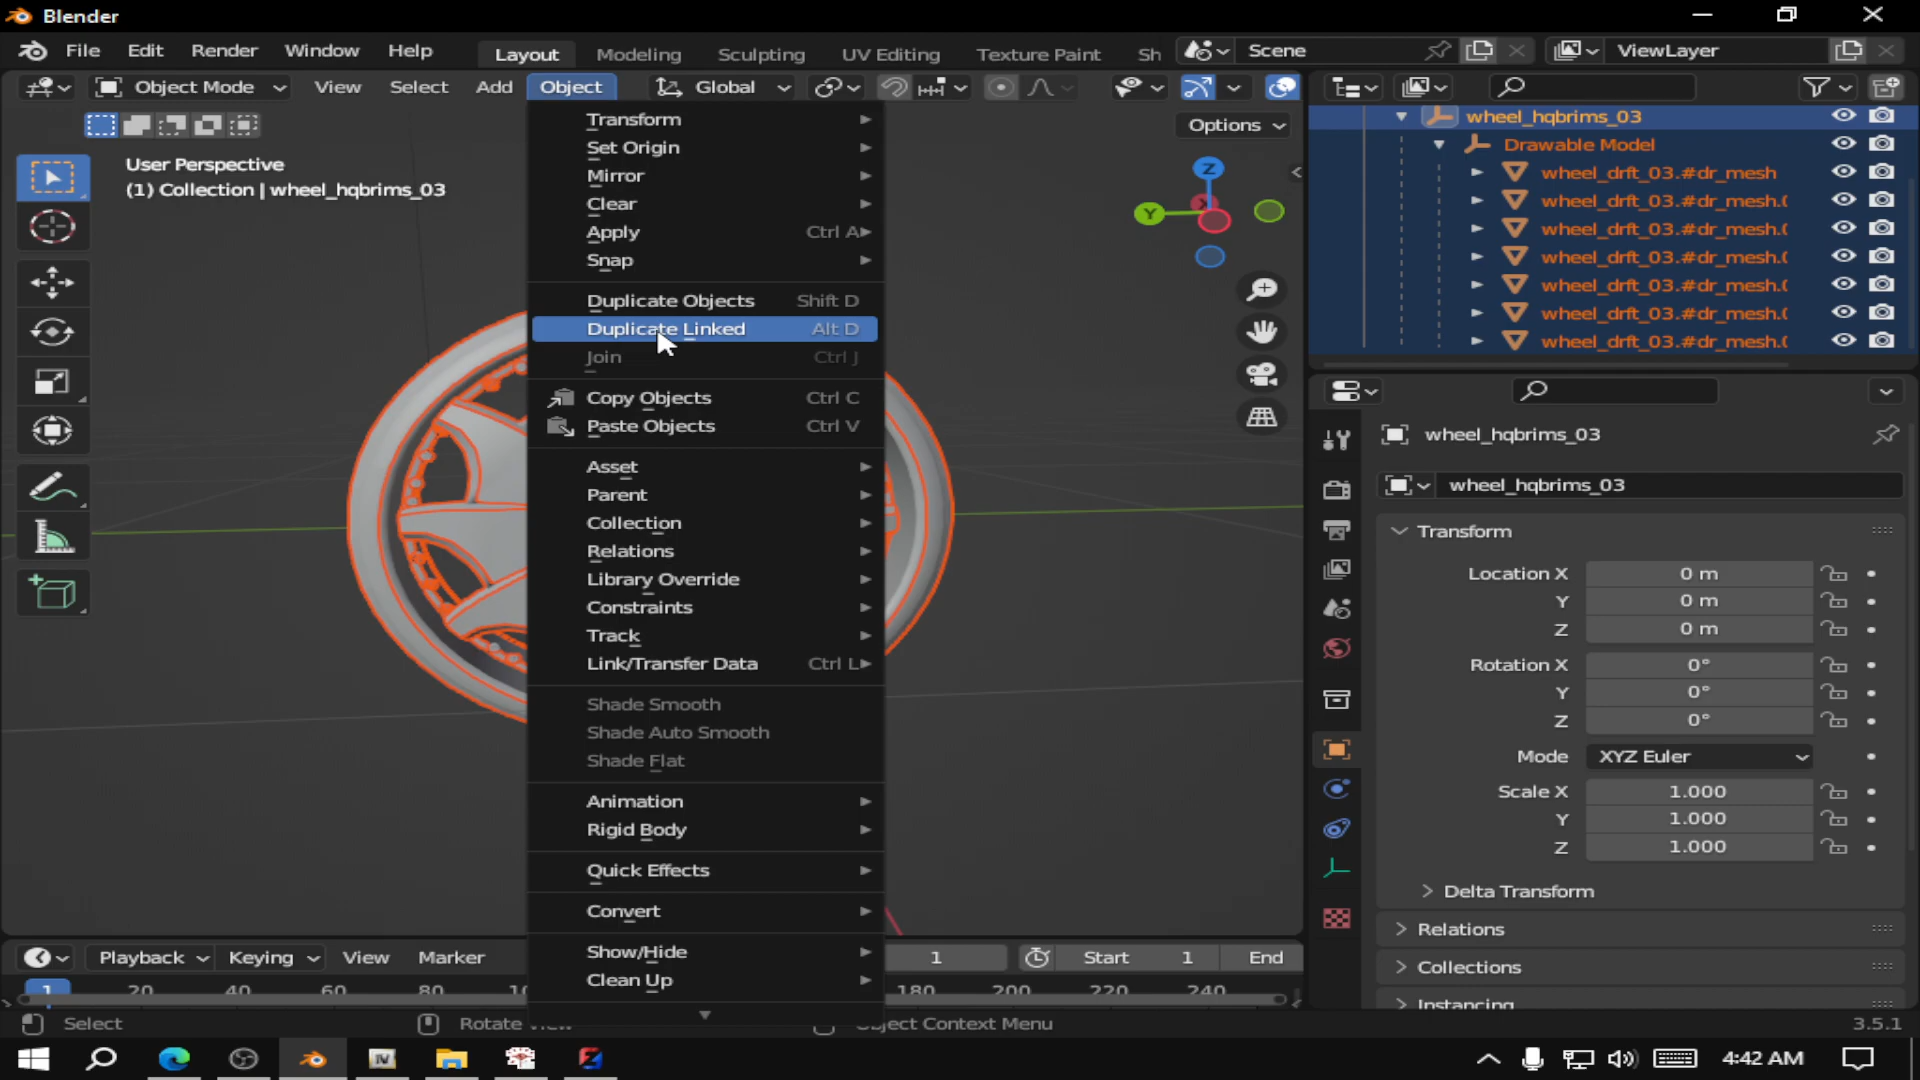 Blender
File Edit Render Window Help Layout Modeling Sculpting UV Editing Texture Paint Sh Scene ViewLayer
Object Mode View Select Add Object Global
Options
User Perspective
(1) Collection | wheel_hqbrims_03
Transform
Set Origin
Mirror
Clear
Apply Ctrl A
Snap
Duplicate Objects Shift D
Duplicate Linked Alt D
Join Ctrl J
Copy Objects Ctrl C
Paste Objects Ctrl V
Asset
Parent
Collection
Relations
Library Override
Constraints
Track
Link/Transfer Data Ctrl L
Shade Smooth
Shade Auto Smooth
Shade Flat
Animation
Rigid Body
Quick Effects
Convert
Show/Hide
Clean Up
Z
Y
wheel_hqbrims_03
Drawable Model
wheel_drft_03.#dr_mesh
wheel_drft_03.#dr_mesh.(
wheel_drft_03.#dr_mesh.(
wheel_drft_03.#dr_mesh.(
wheel_drft_03.#dr_mesh.(
wheel_drft_03.#dr_mesh.(
wheel_drft_03.#dr_mesh.(
wheel_hqbrims_03
wheel_hqbrims_03
Transform
Location X 0 m
Y 0 m
Z 0 m
Rotation X 0°
Y 0°
Z 0°
Mode XYZ Euler
Scale X 1.000
Y 1.000
Z 1.000
Delta Transform
Relations
Collections
Instancing
Playback Keying View Marker 1 Start 1 End
1 20 40 60 80 180 200 220 240
Select Rotate View Object Context Menu 3.5.1
IV 4:42 AM